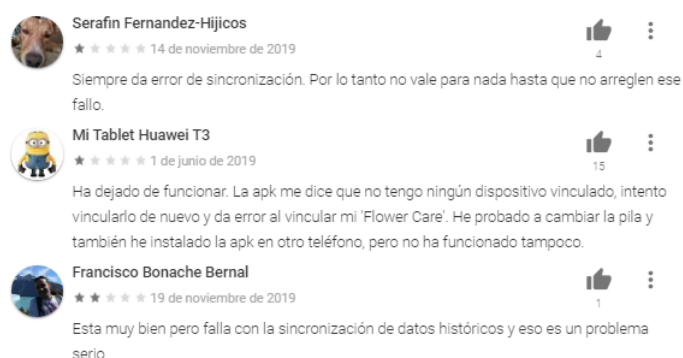 Serafin Fernandez-Hijicos
14 de noviembre de 2019
4
Siempre da error de sincronización. Por lo tanto no vale para nada hasta que no arreglen ese
fallo.
Mi Tablet Huawei T3
1 de junio de 2019
15
Ha dejado de funcionar. La apk me dice que no tengo ningún dispositivo vinculado, intento
vincularlo de nuevo y da error al vincular mi 'Flower Care'. He probado a cambiar la pila y
también he instalado la apk en otro teléfono, pero no ha funcionado tampoco.
Francisco Bonache Bernal
19 de noviembre de 2019
1
Esta muy bien pero falla con la sincronización de datos históricos y eso es un problema
serio